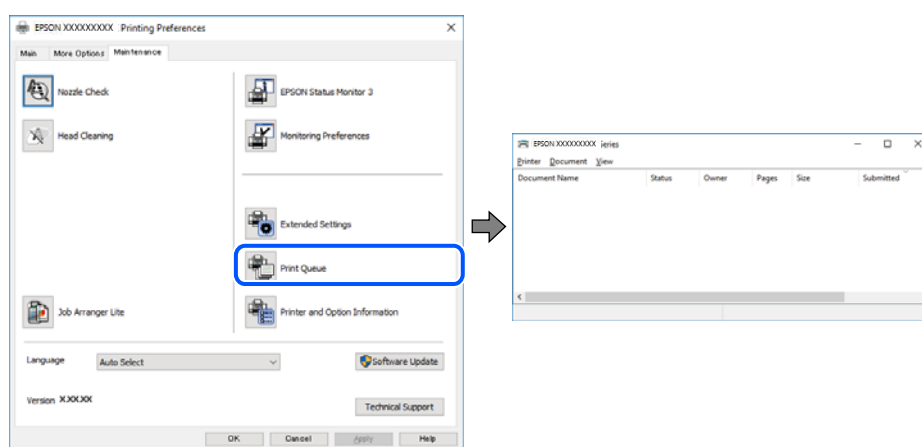 EPSON XXXXXXXXX Printing Preferences
Main More Options Maintenance
Nozzle Check
EPSON Status Monitor 3
Head Cleaning
Monitoring Preferences
Extended Settings
Print Queue
Job Arranger Lite
Printer and Option Information
Language Auto Select
Software Update
Version X.XX.XX
Technical Support
OK Cancel Apply Help
EPSON XXXXXXXXX
Printer Document View
Document Name Status Owner Pages Size Submitted